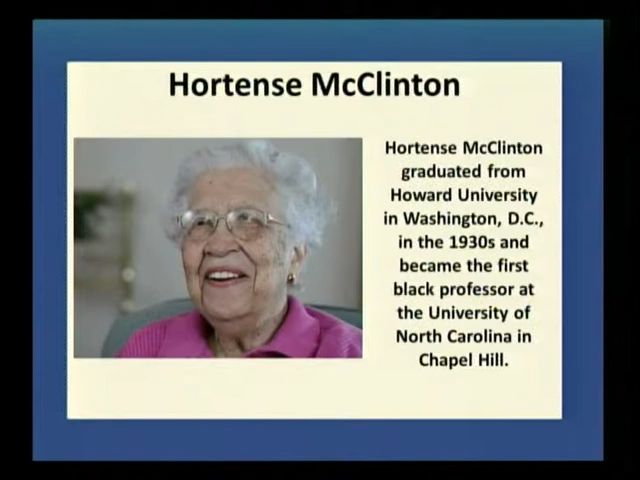 Hortense McClinton
Hortense McClinton
graduated from
Howard University
in Washington, D.C.,
in the 1930s and
became the first
black professor at
the University of
North Carolina in
Chapel Hill.